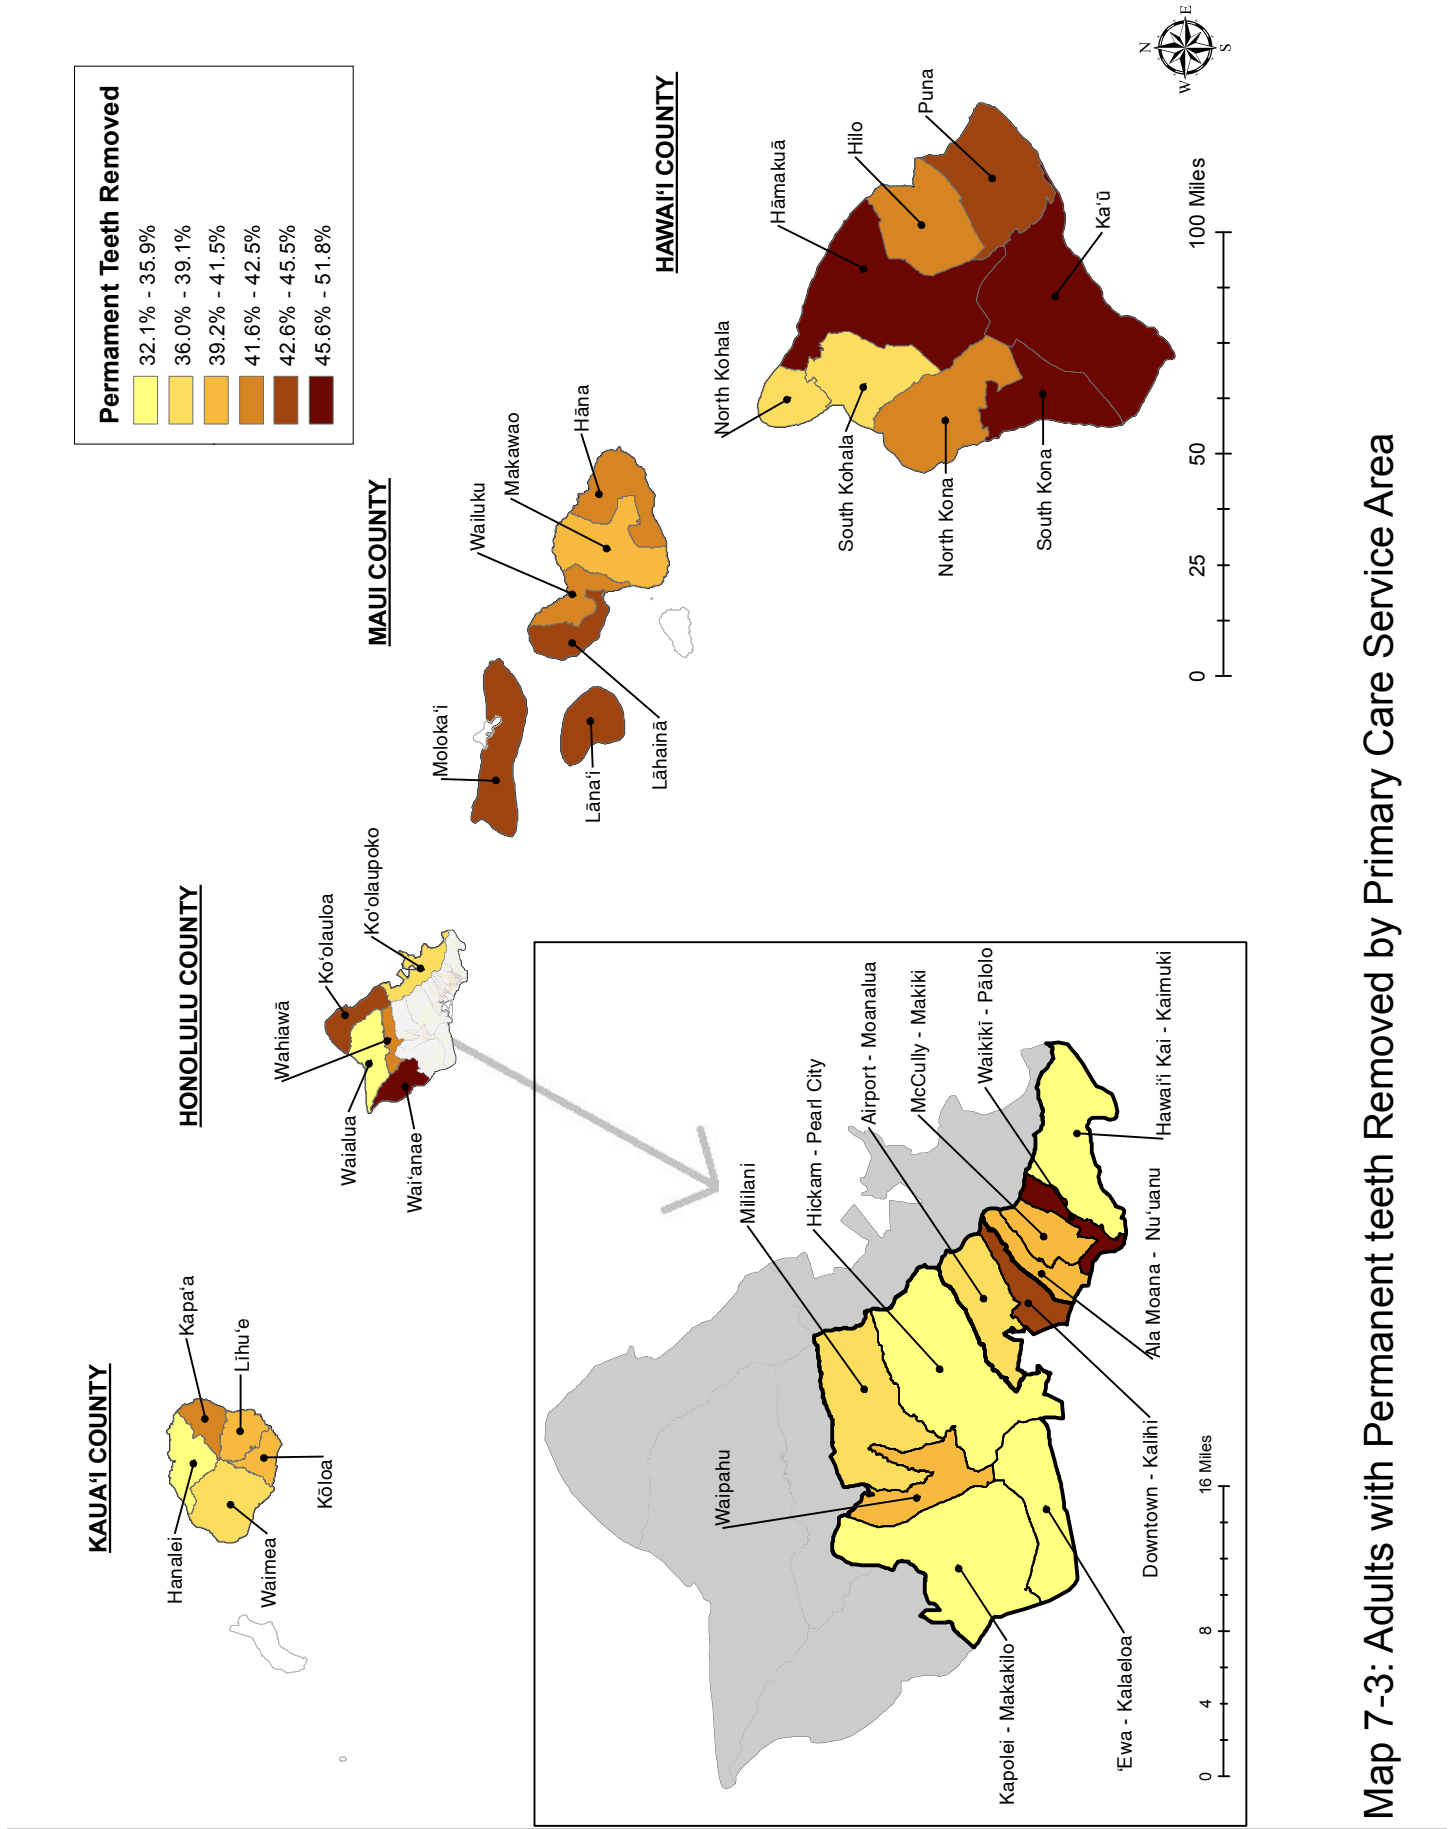 KAUAʻI COUNTY
Hanalei
Kapaʻa
Līhuʻe
Waimea
Kōloa
HONOLULU COUNTY
Wahiawā
Koʻolauloa
Koʻolaupoko
Waialua
Waiʻanae
MAUI COUNTY
Molokaʻi
Wailuku
Makawao
Hāna
Lānaʻi
Lāhainā
Permament Teeth Removed
32.1% - 35.9%
36.0% - 39.1%
39.2% - 41.5%
41.6% - 42.5%
42.6% - 45.5%
45.6% - 51.8%
HAWAIʻI COUNTY
North Kohala
Hāmakuā
Hilo
Puna
South Kohala
North Kona
South Kona
Kaʻū
0 25 50 100 Miles
N
W E
S
Waipahu
Mililani
Hickam - Pearl City
Airport - Moanalua
McCully - Makiki
Waikīkī - Pālolo
Kapolei - Makakilo
ʻEwa - Kalaeloa
Downtown - Kalihi
Ala Moana - Nuʻuanu
Hawaiʻi Kai - Kaimuki
0 4 8 16 Miles
Map 7-3: Adults with Permanent teeth Removed by Primary Care Service Area